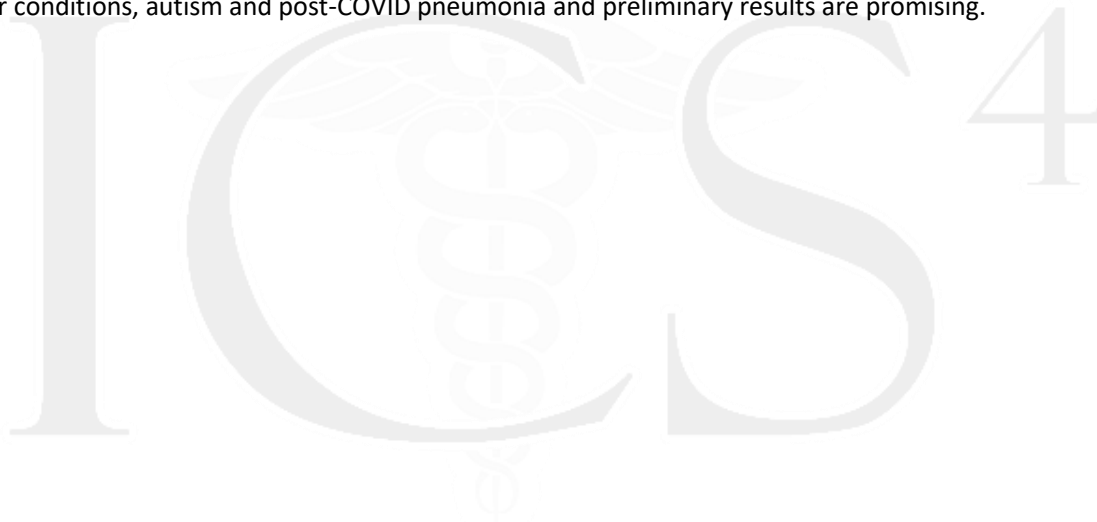 r conditions, autism and post-COVID pneumonia and preliminary results are promising.
ICS4